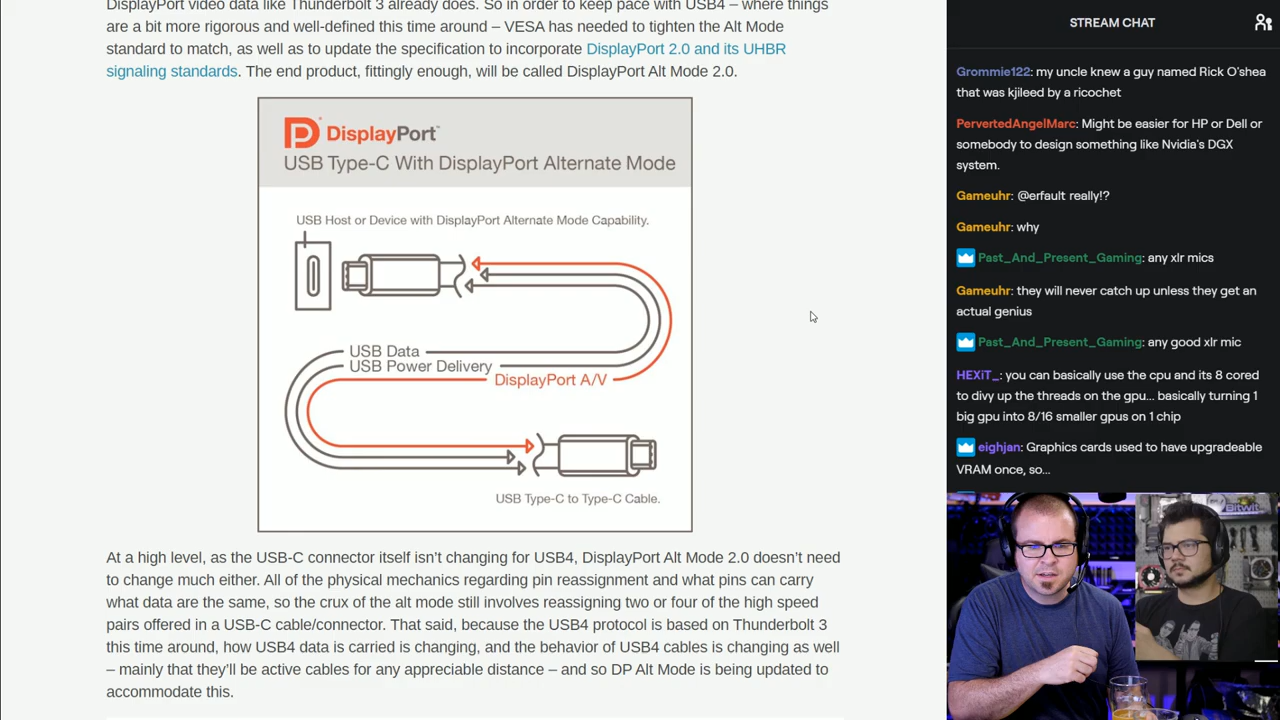 DisplayPort video data like Thunderbolt 3 already does. So in order to keep pace with USB4 – where things
are a bit more rigorous and well-defined this time around – VESA has needed to tighten the Alt Mode
standard to match, as well as to update the specification to incorporate DisplayPort 2.0 and its UHBR
signaling standards. The end product, fittingly enough, will be called DisplayPort Alt Mode 2.0.
DisplayPort™
USB Type-C With DisplayPort Alternate Mode
USB Host or Device with DisplayPort Alternate Mode Capability.
USB Data
USB Power Delivery
DisplayPort A/V
USB Type-C to Type-C Cable.
At a high level, as the USB-C connector itself isn’t changing for USB4, DisplayPort Alt Mode 2.0 doesn’t need
to change much either. All of the physical mechanics regarding pin reassignment and what pins can carry
what data are the same, so the crux of the alt mode still involves reassigning two or four of the high speed
pairs offered in a USB-C cable/connector. That said, because the USB4 protocol is based on Thunderbolt 3
this time around, how USB4 data is carried is changing, and the behavior of USB4 cables is changing as well
– mainly that they’ll be active cables for any appreciable distance – and so DP Alt Mode is being updated to
accommodate this.
STREAM CHAT
Grommie122: my uncle knew a guy named Rick O'shea
that was kjileed by a ricochet
PervertedAngelMarc: Might be easier for HP or Dell or
somebody to design something like Nvidia's DGX
system.
Gameuhr: @erfault really!?
Gameuhr: why
Past_And_Present_Gaming: any xlr mics
Gameuhr: they will never catch up unless they get an
actual genius
Past_And_Present_Gaming: any good xlr mic
HEXiT_: you can basically use the cpu and its 8 cored
to divy up the threads on the gpu... basically turning 1
big gpu into 8/16 smaller gpus on 1 chip
eighjan: Graphics cards used to have upgradeable
VRAM once, so...
Bitwit